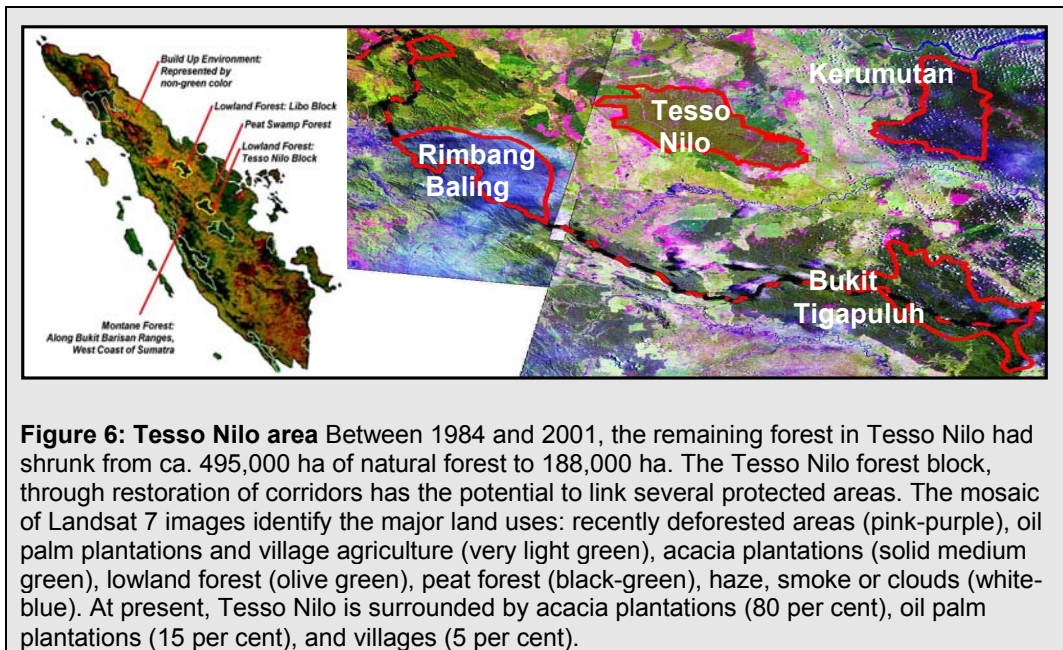 Build Up Environment:
Represented by
non-green color
Lowland Forest: Libo Block
Peat Swamp Forest
Lowland Forest:
Tesso Nilo Block
Montane Forest:
Along Bukit Barisan Ranges,
West Coast of Sumatra
Rimbang
Baling
Tesso
Nilo
Kerumutan
Bukit
Tigapuluh
Figure 6: Tesso Nilo area Between 1984 and 2001, the remaining forest in Tesso Nilo had
shrunk from ca. 495,000 ha of natural forest to 188,000 ha. The Tesso Nilo forest block,
through restoration of corridors has the potential to link several protected areas. The mosaic
of Landsat 7 images identify the major land uses: recently deforested areas (pink-purple), oil
palm plantations and village agriculture (very light green), acacia plantations (solid medium
green), lowland forest (olive green), peat forest (black-green), haze, smoke or clouds (white-
blue). At present, Tesso Nilo is surrounded by acacia plantations (80 per cent), oil palm
plantations (15 per cent), and villages (5 per cent).